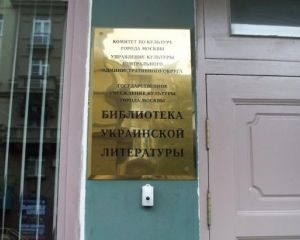 КОМИТЕТ ПО КУЛЬТУРЕ
ГОРОДА МОСКВЫ
УПРАВЛЕНИЕ КУЛЬТУРЫ
ЦЕНТРАЛЬНОГО
АДМИНИСТРАТИВНОГО ОКРУГА
ГОСУДАРСТВЕННОЕ
УЧРЕЖДЕНИЕ КУЛЬТУРЫ
ГОРОДА МОСКВЫ
БИБЛИОТЕКА
УКРАИНСКОЙ
ЛИТЕРАТУРЫ